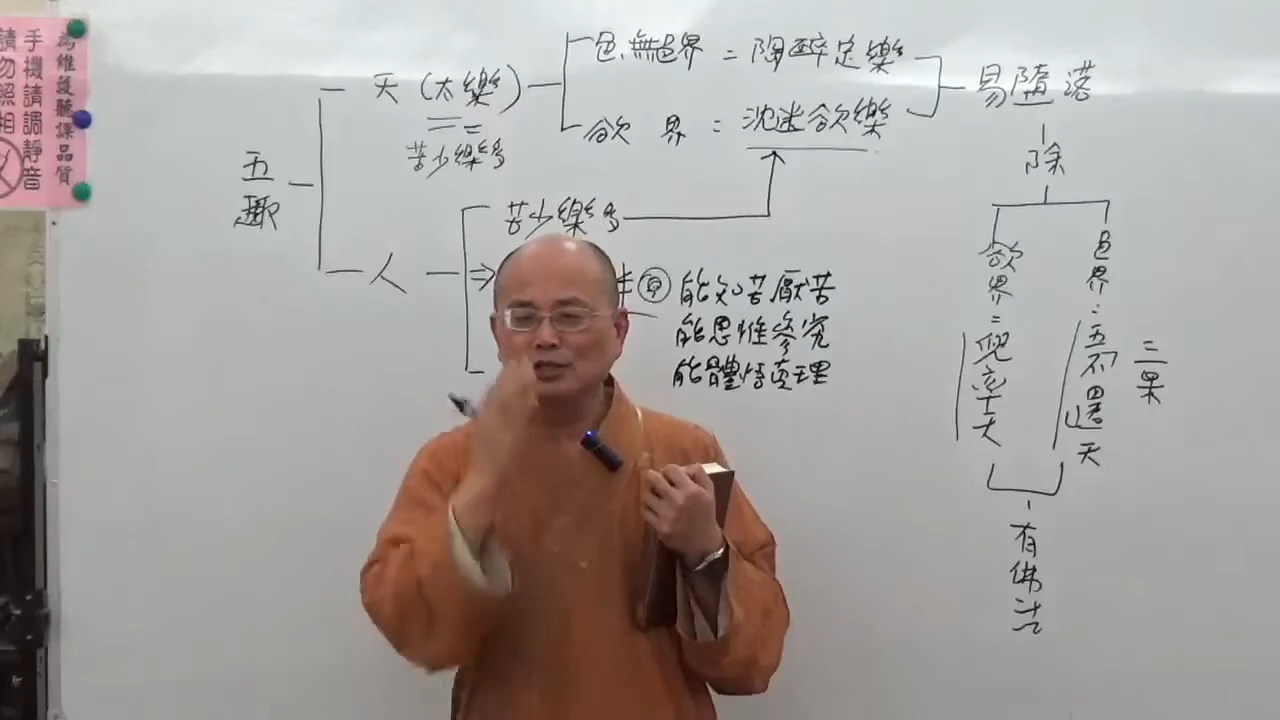 為維護聽課品質
手機請調靜音
請勿照相
五趣
天(太樂)
苦少樂多
色.無色界=陶醉定樂
欲界:沈迷欲樂
易墮落
除
欲界=兜率天
色界:五不還天
三果
有佛法
人
苦少樂多
能知苦厭苦
能思惟參究
能體悟真理